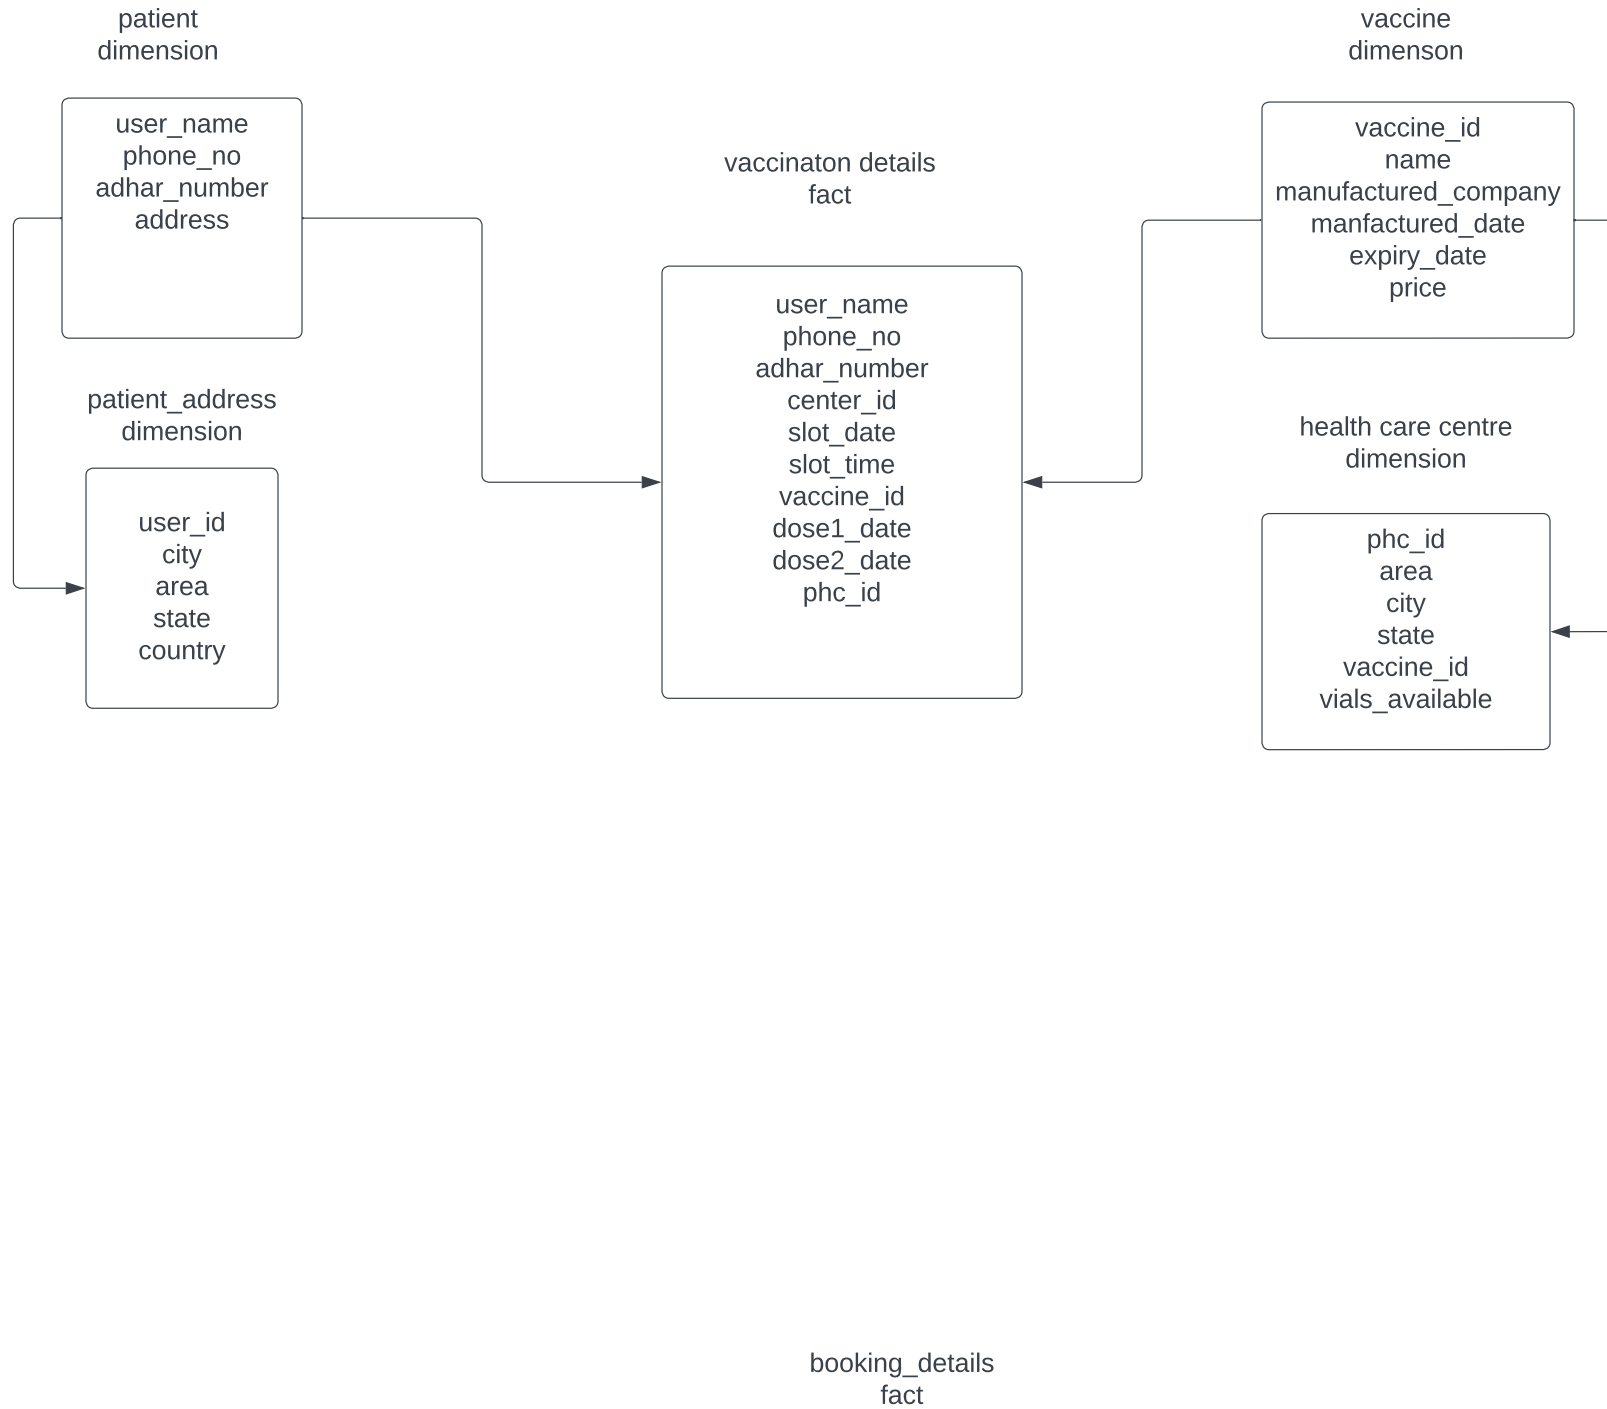 patient
dimension
user_name
phone_no
adhar_number
address
patient_address
dimension
user_id
city
area
state
country
vaccinaton details
fact
user_name
phone_no
adhar_number
center_id
slot_date
slot_time
vaccine_id
dose1_date
dose2_date
phc_id
vaccine
dimenson
vaccine_id
name
manufactured_company
manfactured_date
expiry_date
price
health care centre
dimension
phc_id
area
city
state
vaccine_id
vials_available
booking_details
fact